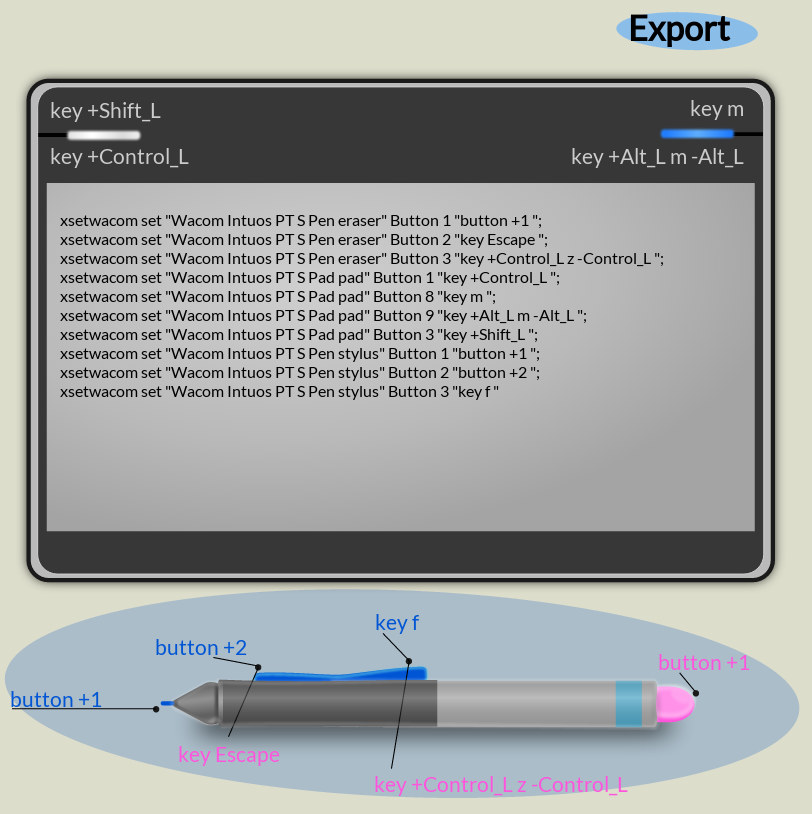 Export
key +Shift_L
key m
key +Control_L
key +Alt_L m -Alt_L
xsetwacom set "Wacom Intuos PT S Pen eraser" Button 1 "button +1 ";
xsetwacom set "Wacom Intuos PT S Pen eraser" Button 2 "key Escape ";
xsetwacom set "Wacom Intuos PT S Pen eraser" Button 3 "key +Control_L z -Control_L ";
xsetwacom set "Wacom Intuos PT S Pad pad" Button 1 "key +Control_L ";
xsetwacom set "Wacom Intuos PT S Pad pad" Button 8 "key m ";
xsetwacom set "Wacom Intuos PT S Pad pad" Button 9 "key +Alt_L m -Alt_L ";
xsetwacom set "Wacom Intuos PT S Pad pad" Button 3 "key +Shift_L ";
xsetwacom set "Wacom Intuos PT S Pen stylus" Button 1 "button +1 ";
xsetwacom set "Wacom Intuos PT S Pen stylus" Button 2 "button +2 ";
xsetwacom set "Wacom Intuos PT S Pen stylus" Button 3 "key f "
key f
button +2
button +1
button +1
key Escape
key +Control_L z -Control_L